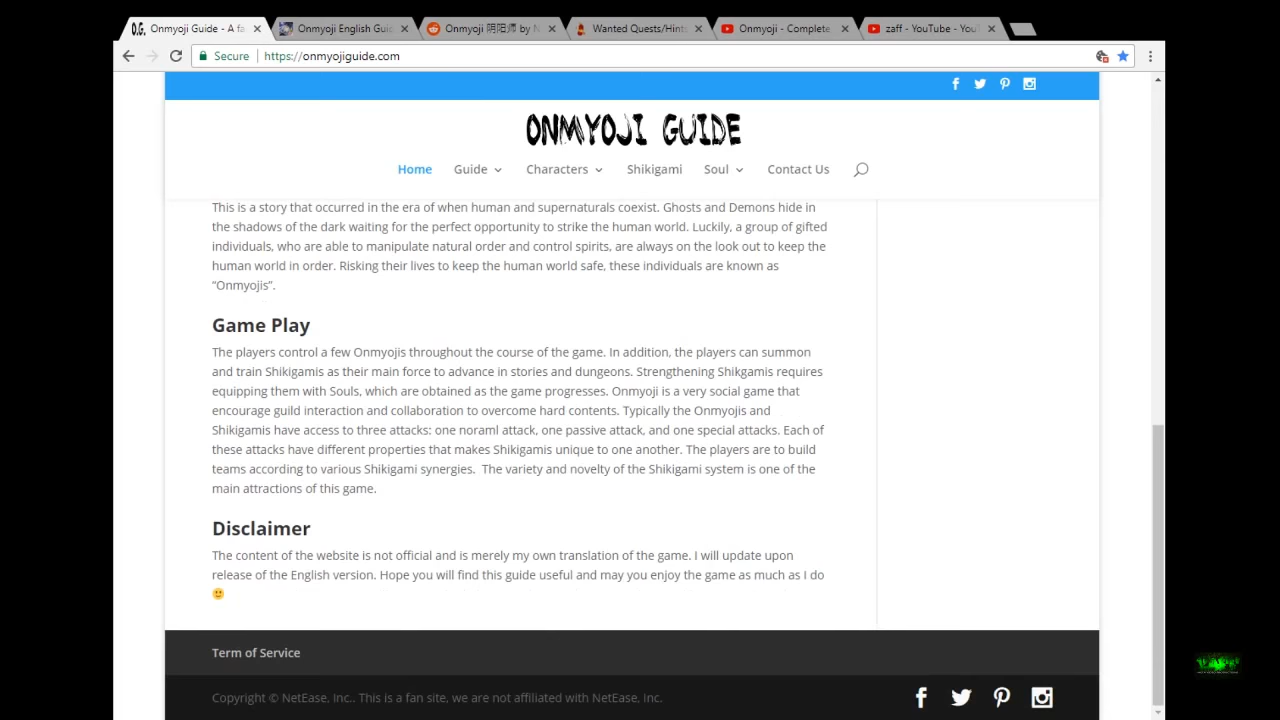 O.G. Onmyoji Guide - A fa
Onmyoji English Gui
Onmyoji 阴阳师 by N
Wanted Quests/Hints
Onmyoji - Complete
zaff - YouTube - YouT
Secure
https://onmyojiguide.com
ONMYOJI GUIDE
Home
Guide
Characters
Shikigami
Soul
Contact Us
This is a story that occurred in the era of when human and supernaturals coexist. Ghosts and Demons hide in
the shadows of the dark waiting for the perfect opportunity to strike the human world. Luckily, a group of gifted
individuals, who are able to manipulate natural order and control spirits, are always on the look out to keep the
human world in order. Risking their lives to keep the human world safe, these individuals are known as
“Onmyojis”.
Game Play
The players control a few Onmyojis throughout the course of the game. In addition, the players can summon
and train Shikigamis as their main force to advance in stories and dungeons. Strengthening Shikgamis requires
equipping them with Souls, which are obtained as the game progresses. Onmyoji is a very social game that
encourage guild interaction and collaboration to overcome hard contents. Typically the Onmyojis and
Shikigamis have access to three attacks: one noraml attack, one passive attack, and one special attacks. Each of
these attacks have different properties that makes Shikigamis unique to one another. The players are to build
teams according to various Shikigami synergies.  The variety and novelty of the Shikigami system is one of the
main attractions of this game.
Disclaimer
The content of the website is not official and is merely my own translation of the game. I will update upon
release of the English version. Hope you will find this guide useful and may you enjoy the game as much as I do
Term of Service
Copyright © NetEase, Inc.. This is a fan site, we are not affiliated with NetEase, Inc.